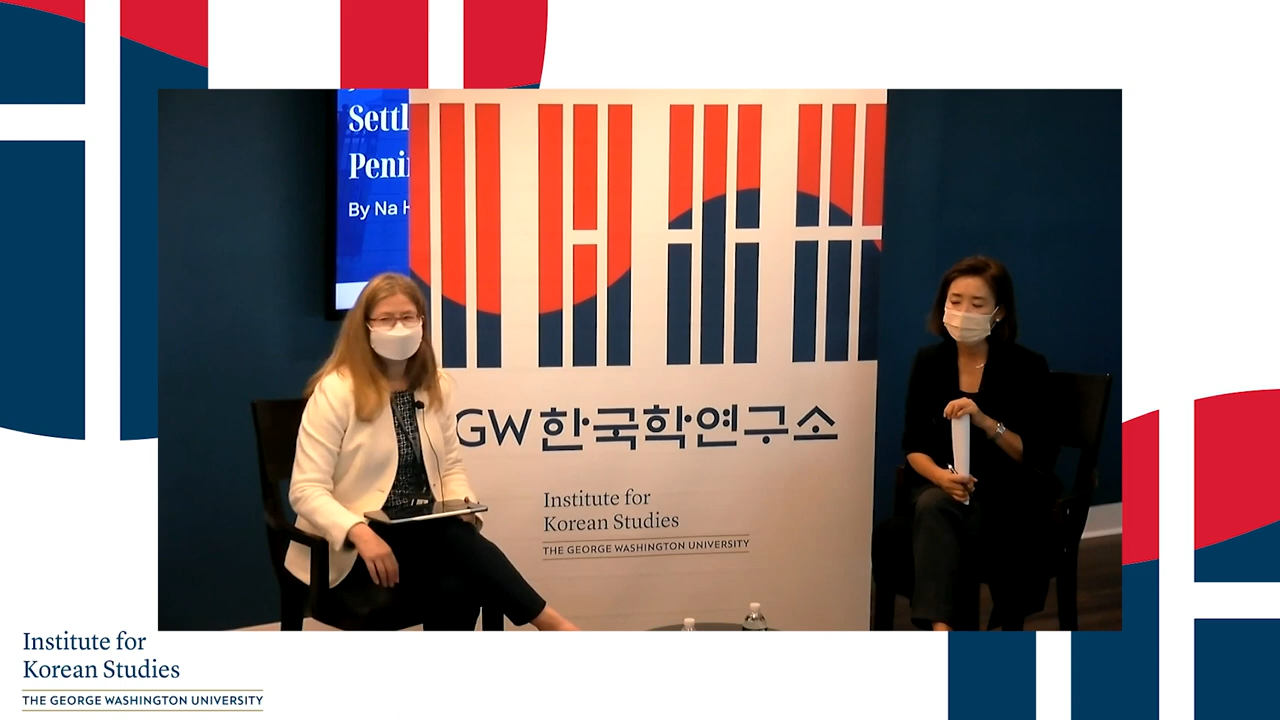 Settl
Peni
By Na H
GW한국학연구소
Institute for
Korean Studies
THE GEORGE WASHINGTON UNIVERSITY
Institute for
Korean Studies
THE GEORGE WASHINGTON UNIVERSITY